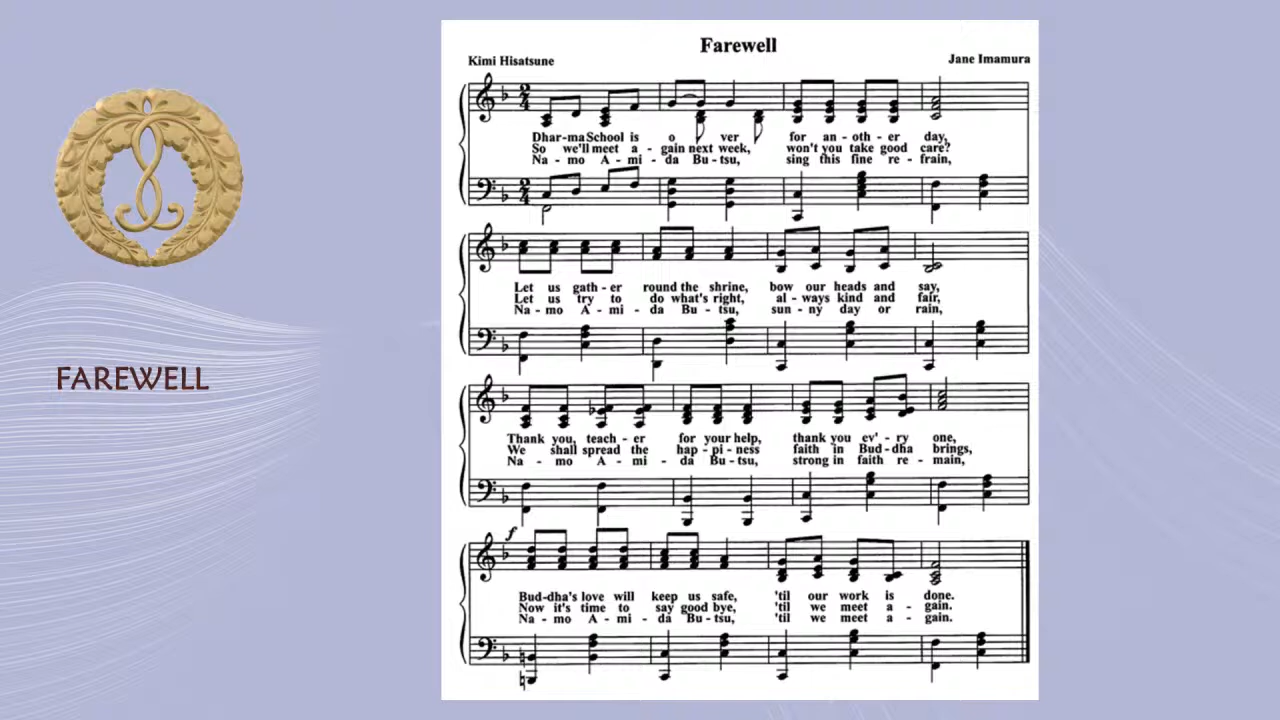 Farewell
Kimi Hisatsune
Jane Imamura
Dhar-ma School is o ver for an-oth-er day,
So we'll meet a-gain next week, won't you take good care?
Na-mo A-mi-da But-su, sing this fine re-frain,
Let us gath-er round the shrine, bow our heads and say,
Let us try to do what's right, al-ways kind and fair,
Na-mo A-mi-da Bu-tsu, sun-ny day or rain,
FAREWELL
Thank you, teach-er for your help, thank you ev'-ry one,
We shall spread the hap-pi-ness faith in Bud-dha brings,
Na-mo A-mi-da Bu-tsu, strong in faith re-main,
f
Bud-dha's love will keep us safe, 'til our work is done.
Now it's time to say good bye, 'til we meet a-gain.
Na-mo A-mi-da Bu-tsu, 'til we meet a-gain.